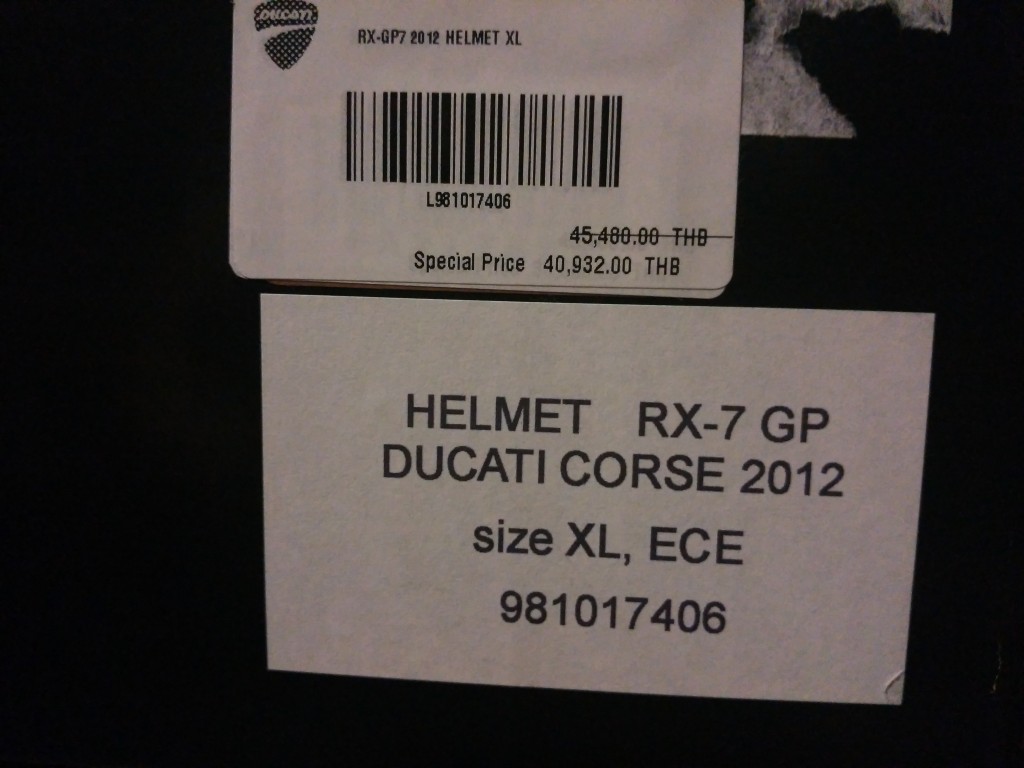 DUCATI
RX-GP7 2012 HELMET XL
L981017406
45,480.00 THB
Special Price 40,932.00 THB
HELMET RX-7 GP
DUCATI CORSE 2012
size XL, ECE
981017406